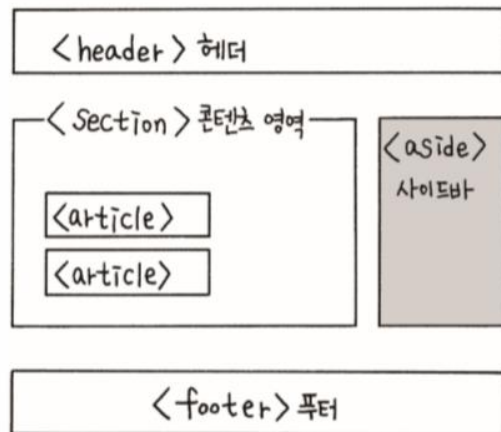 <header> 헤더
<section> 콘텐츠 영역
<article>
<article>
<aside>
사이드바
<footer> 푸터